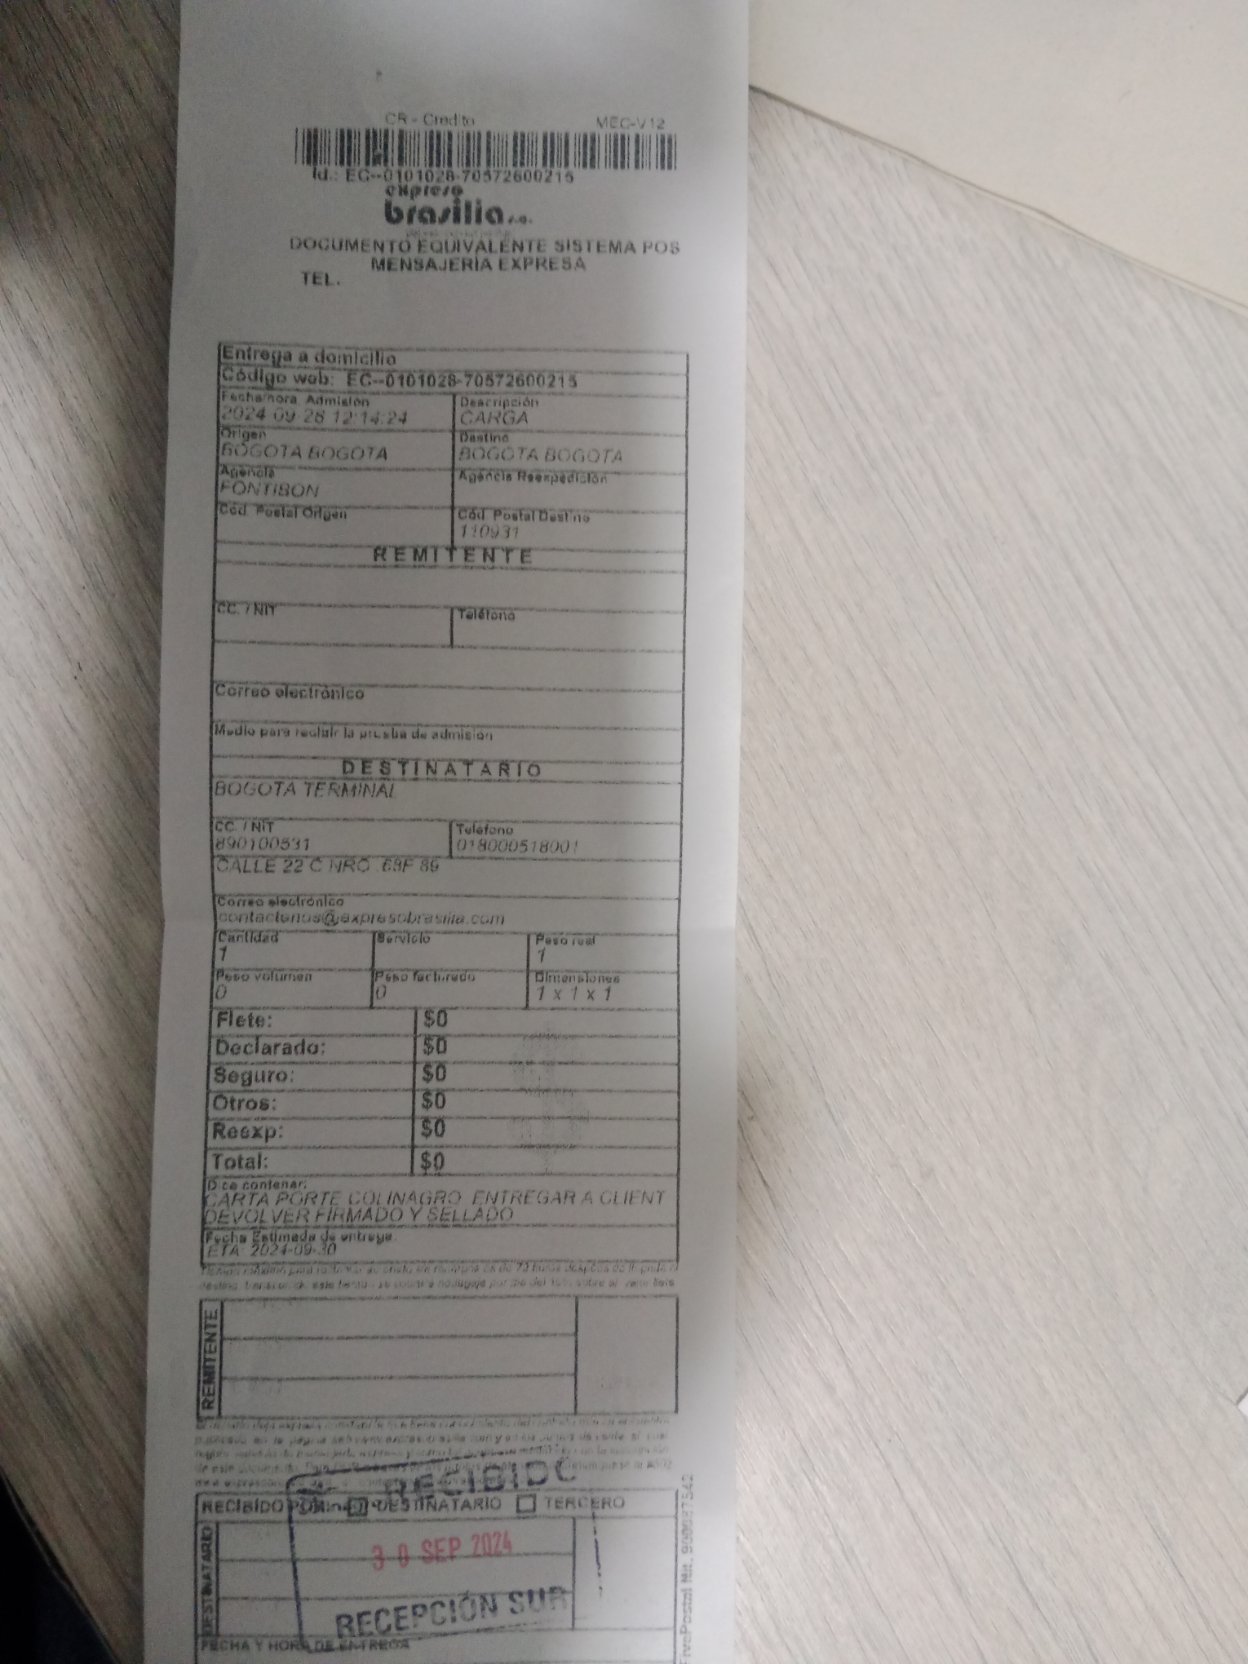 CR - Credito MEC-V12
Id.: EC--0101028-70572600215
expreso
brasilia s.a.
DOCUMENTO EQUIVALENTE SISTEMA POS
MENSAJERÍA EXPRESA
TEL.
Entrega a domicilio
Código web: EC--0101028-70572600215
Fecha/hora Admisión Descripción
2024-09-28 12:14:24 CARGA
Origen Destino
BOGOTA BOGOTA BOGOTA BOGOTA
Agencia Agencia Reexpedición
FONTIBON
Cód. Postal Origen Cód. Postal Destino
110931
REMITENTE
CC. / NIT Teléfono
Correo electrónico
Medio para recibir la prueba de admisión
DESTINATARIO
BOGOTA TERMINAL
CC. / NIT Teléfono
890100531 018000518001
CALLE 22 C NRO. 68F 89
Correo electrónico
contactenos@expresobrasilia.com
Cantidad Servicio Peso real
1 1
Peso volumen Peso facturado Dimensiones
0 0 1 x 1 x 1
Flete: $0
Declarado: $0
Seguro: $0
Otros: $0
Reexp: $0
Total: $0
Dice contener:
CARTA PORTE COLINAGRO ENTREGAR A CLIENT
DEVOLVER FIRMADO Y SELLADO
Fecha Estimada de entrega:
ETA: 2024-09-30
REMITENTE
RECIBIDO
RECIBIDO DESTINATARIO TERCERO
DESTINATARIO
30 SEP 2024
RECEPCIÓN SUR
FECHA Y HORA DE ENTREGA
FivePostal Nit. 900087542